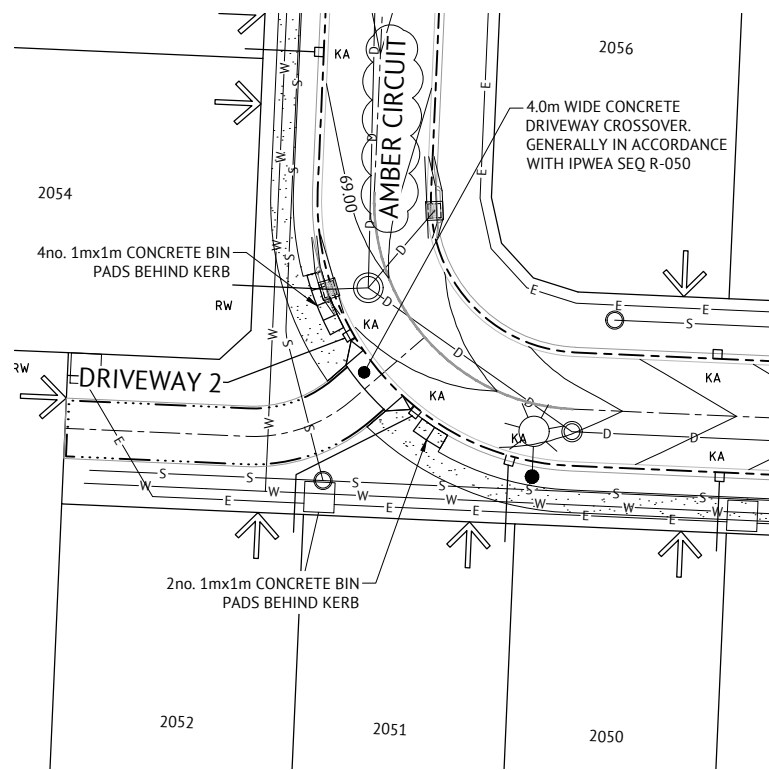 2056
KA
AMBER CIRCUIT
4.0m WIDE CONCRETE
DRIVEWAY CROSSOVER.
GENERALLY IN ACCORDANCE
WITH IPWEA SEQ R-050
2054
69.00
4no. 1mx1m CONCRETE BIN
PADS BEHIND KERB
RW
KA
RW
DRIVEWAY 2
KA
KA
KA
KA
2no. 1mx1m CONCRETE BIN
PADS BEHIND KERB
2052
2051
2050
W
S
W
S
W
S
W
S
W
S
D
D
D
D
D
D
D
D
D
E
E
E
E
E
S
E
S
S
S
S
S
S
W
W
W
W
W
W
E
E
E
E
S